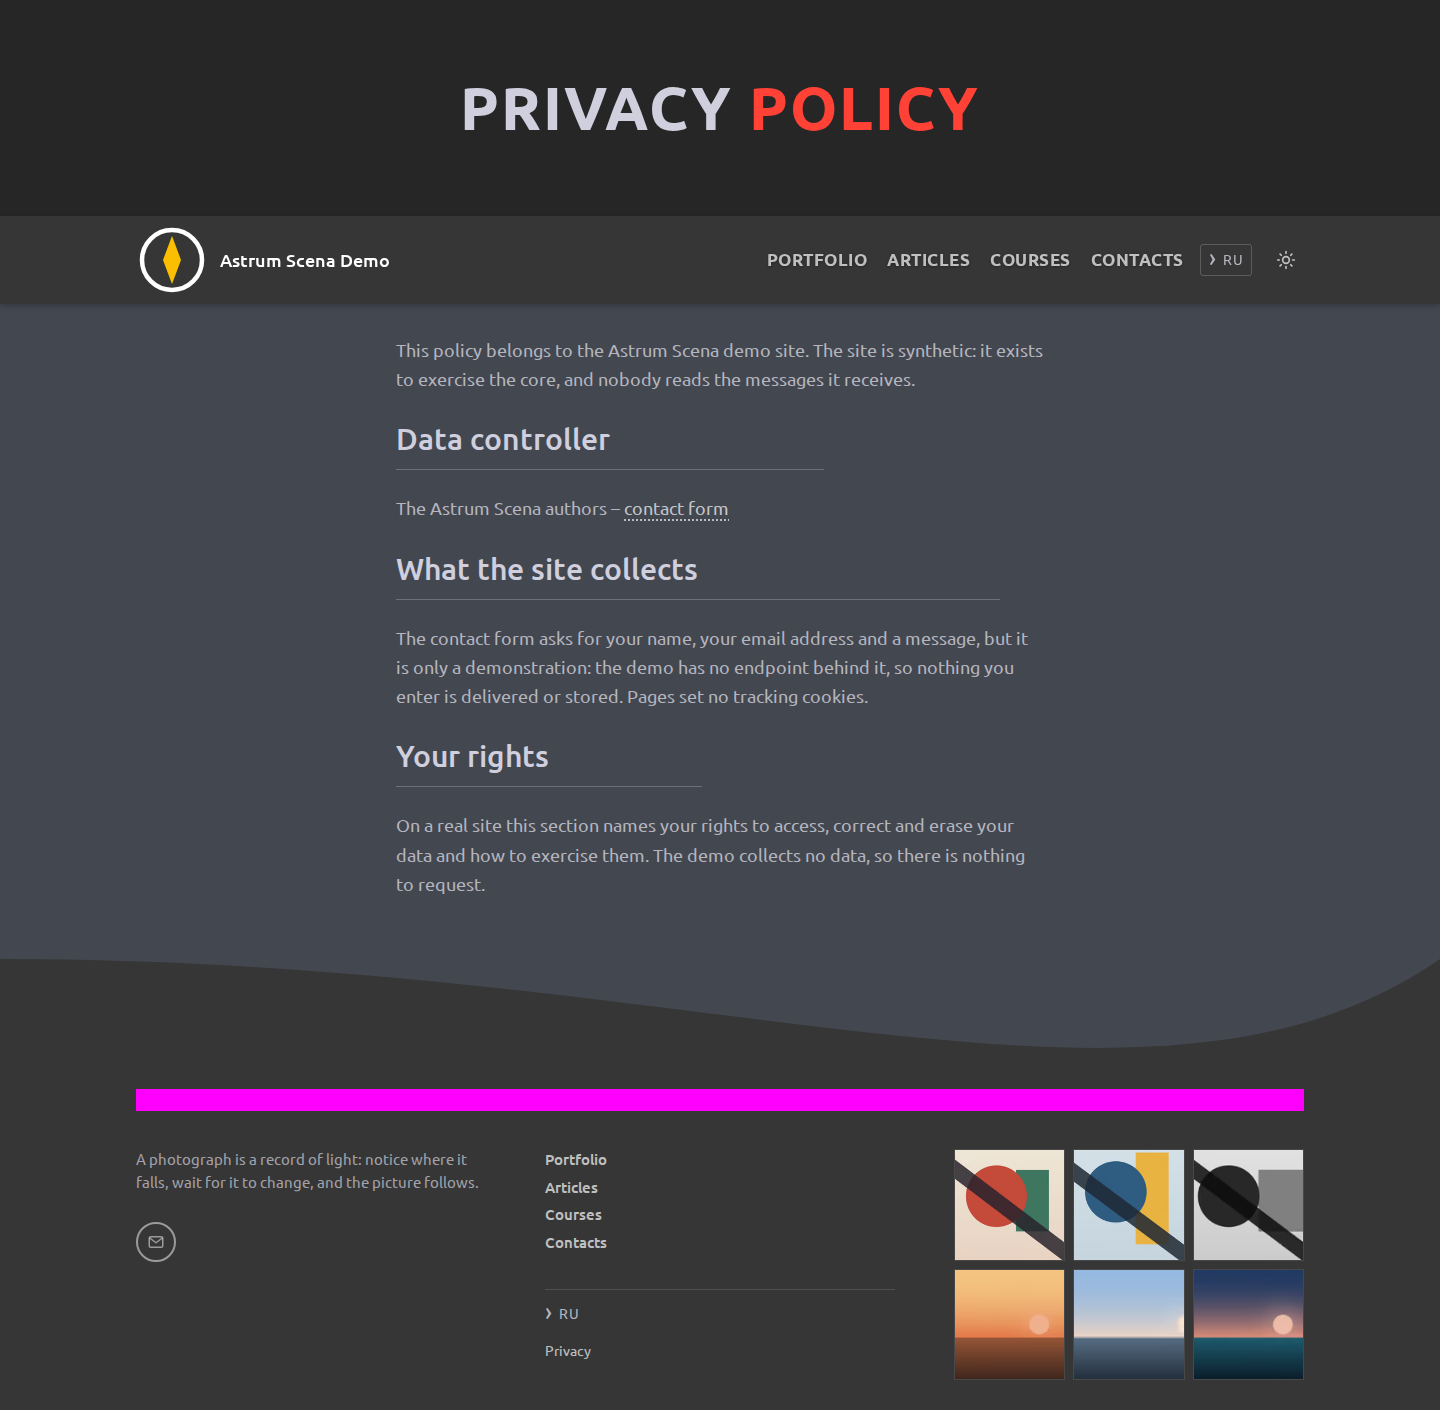 PRIVACY POLICY
Astrum Scena Demo
PORTFOLIO ARTICLES COURSES CONTACTS RU
This policy belongs to the Astrum Scena demo site. The site is synthetic: it exists
to exercise the core, and nobody reads the messages it receives.
Data controller
The Astrum Scena authors – contact form
What the site collects
The contact form asks for your name, your email address and a message, but it
is only a demonstration: the demo has no endpoint behind it, so nothing you
enter is delivered or stored. Pages set no tracking cookies.
Your rights
On a real site this section names your rights to access, correct and erase your
data and how to exercise them. The demo collects no data, so there is nothing
to request.
A photograph is a record of light: notice where it
falls, wait for it to change, and the picture follows.
Portfolio
Articles
Courses
Contacts
RU
Privacy